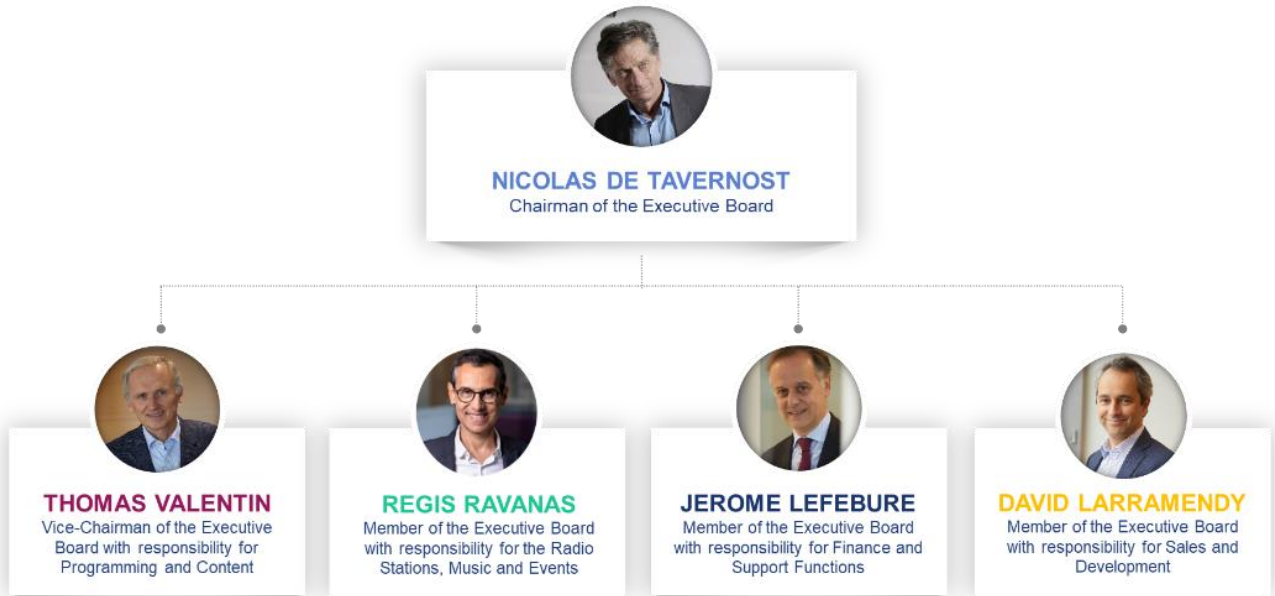 NICOLAS DE TAVERNOST
Chairman of the Executive Board
THOMAS VALENTIN
Vice-Chairman of the Executive
Board with responsibility for
Programming and Content
REGIS RAVANAS
Member of the Executive Board
with responsibility for the Radio
Stations, Music and Events
JEROME LEFEBURE
Member of the Executive Board
with responsibility for Finance and
Support Functions
DAVID LARRAMENDY
Member of the Executive Board
with responsibility for Sales and
Development